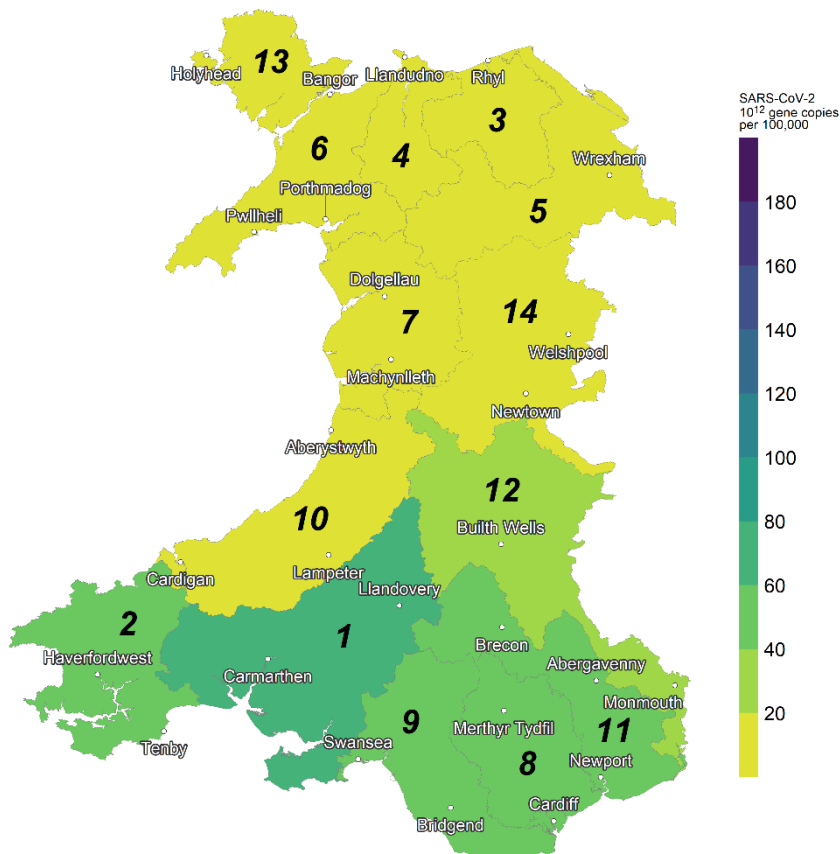 13
Holyhead
Bangor
Llandudno
Rhyl
3
6
4
Wrexham
Porthmadog
5
Pwllheli
Dolgellau
7
14
Welshpool
Machynlleth
Newtown
Aberystwyth
12
10
Builth Wells
Cardigan
Lampeter
Llandovery
2
1
Brecon
Haverfordwest
Carmarthen
Abergavenny
Monmouth
9
Merthyr Tydfil
11
Tenby
Swansea
8
Newport
Bridgend
Cardiff
SARS-CoV-2
10¹² gene copies
per 100,000
180
160
140
120
100
80
60
40
20